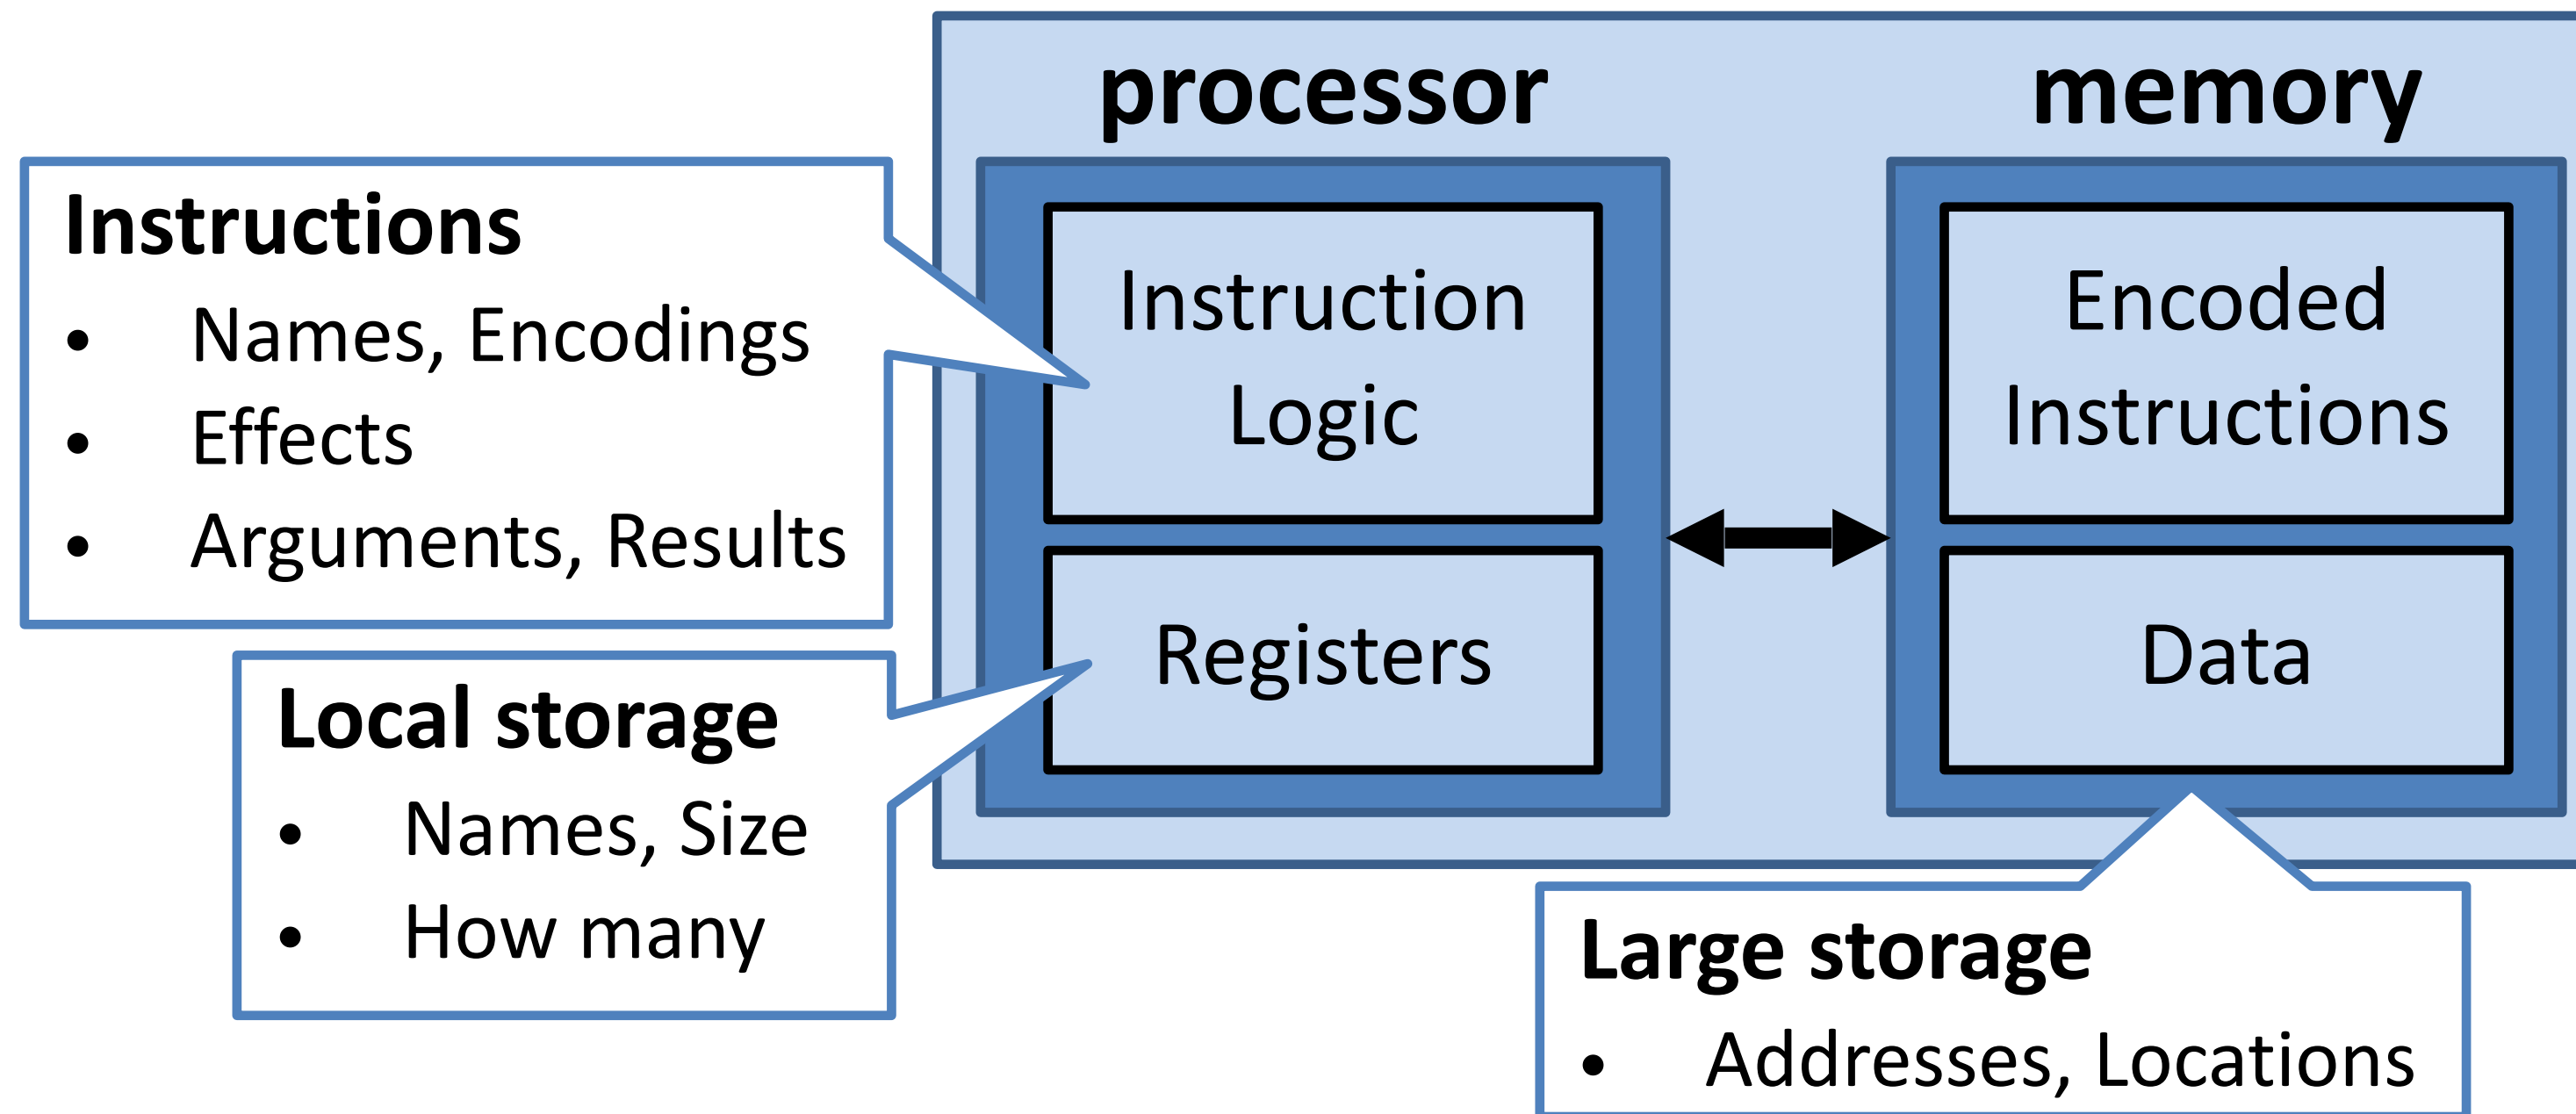 processor
memory
Instructions
• Names, Encodings
• Effects
• Arguments, Results
Instruction
Logic
Registers
Encoded
Instructions
Data
Local storage
• Names, Size
• How many
Large storage
• Addresses, Locations